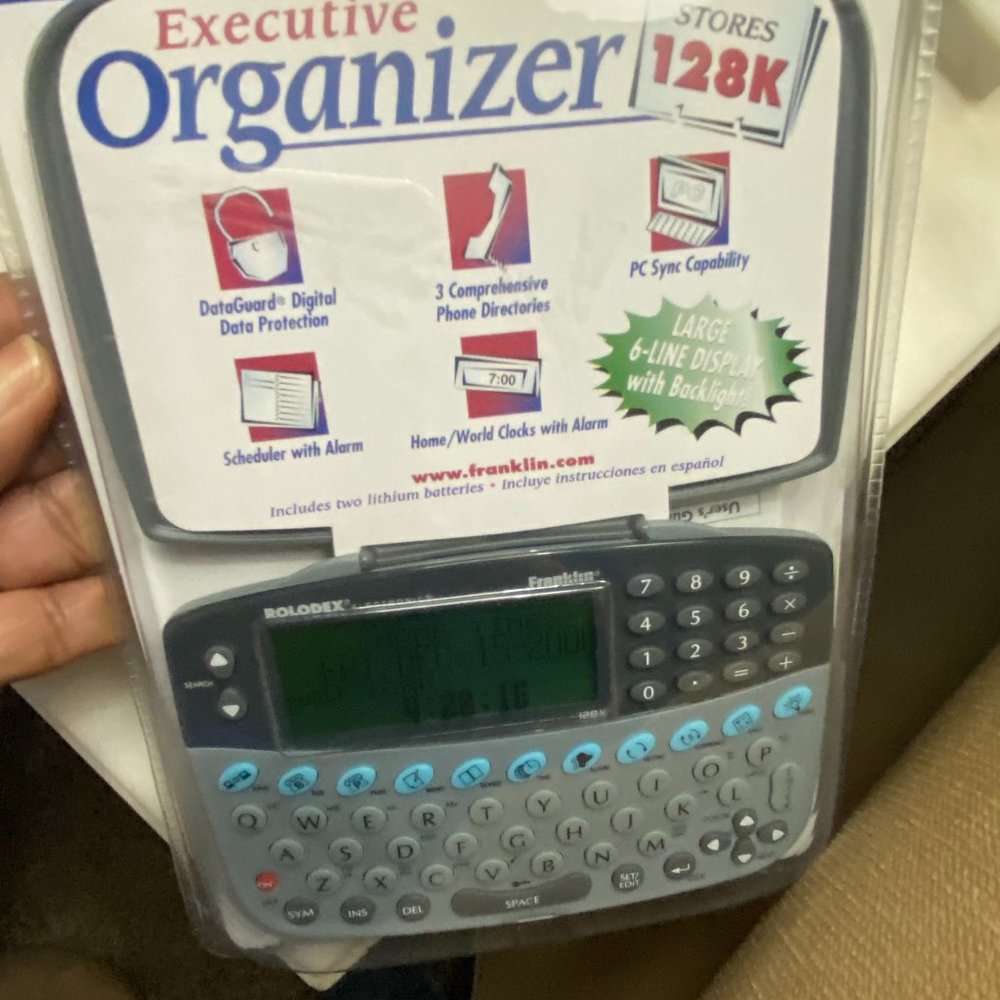 Executive
Organizer
STORES
128K
PC
DataGuard® Digital
Data Protection
3 Comprehensive
Phone Directories
PC Sync Capability
7:00
Scheduler with Alarm
Home/World Clocks with Alarm
LARGE
6-LINE DISPLAY
with Backlight!
www.franklin.com
Includes two lithium batteries • Incluye instrucciones en español
User's
Franklin®
ROLODEX®
SEARCH
7 8 9 ÷
4 5 6 ×
1 2 3 −
0 . = +
Q W E R T Y U I O P
A S D F G H J K L
Z X C V B N M
SET/
EDIT
SYM INS DEL SPACE